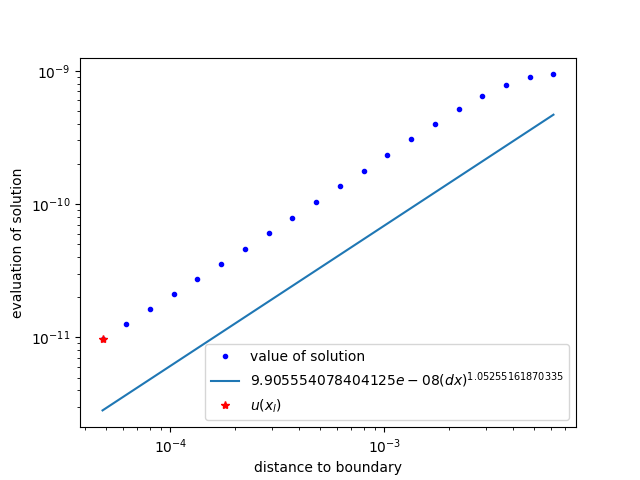 10^{-9}
10^{-10}
10^{-11}
evaluation of solution
value of solution
9.905554078404125e − 08(dx)^{1.05255161870335}
u(x_I)
10^{-4} 10^{-3}
distance to boundary